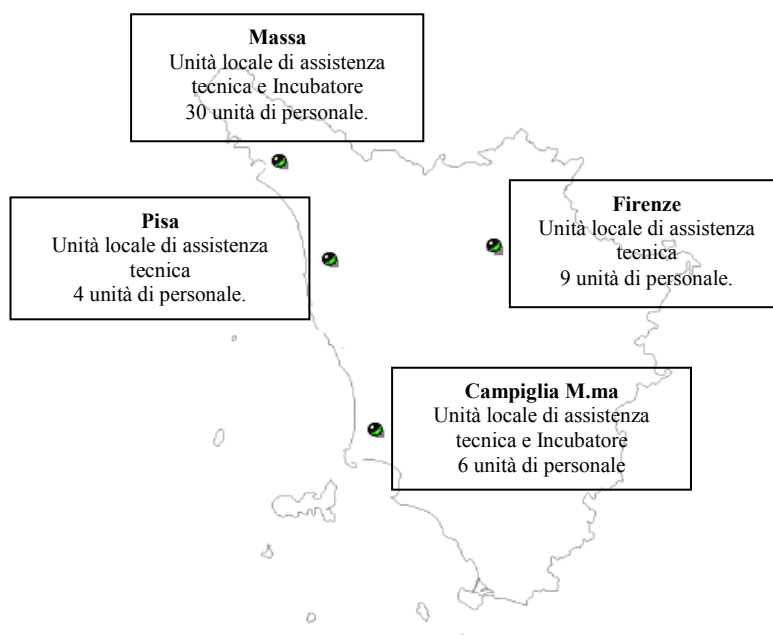 Massa
Unità locale di assistenza
tecnica e Incubatore
30 unità di personale.
Pisa
Unità locale di assistenza
tecnica
4 unità di personale.
Firenze
Unità locale di assistenza
tecnica
9 unità di personale.
Campiglia M.ma
Unità locale di assistenza
tecnica e Incubatore
6 unità di personale